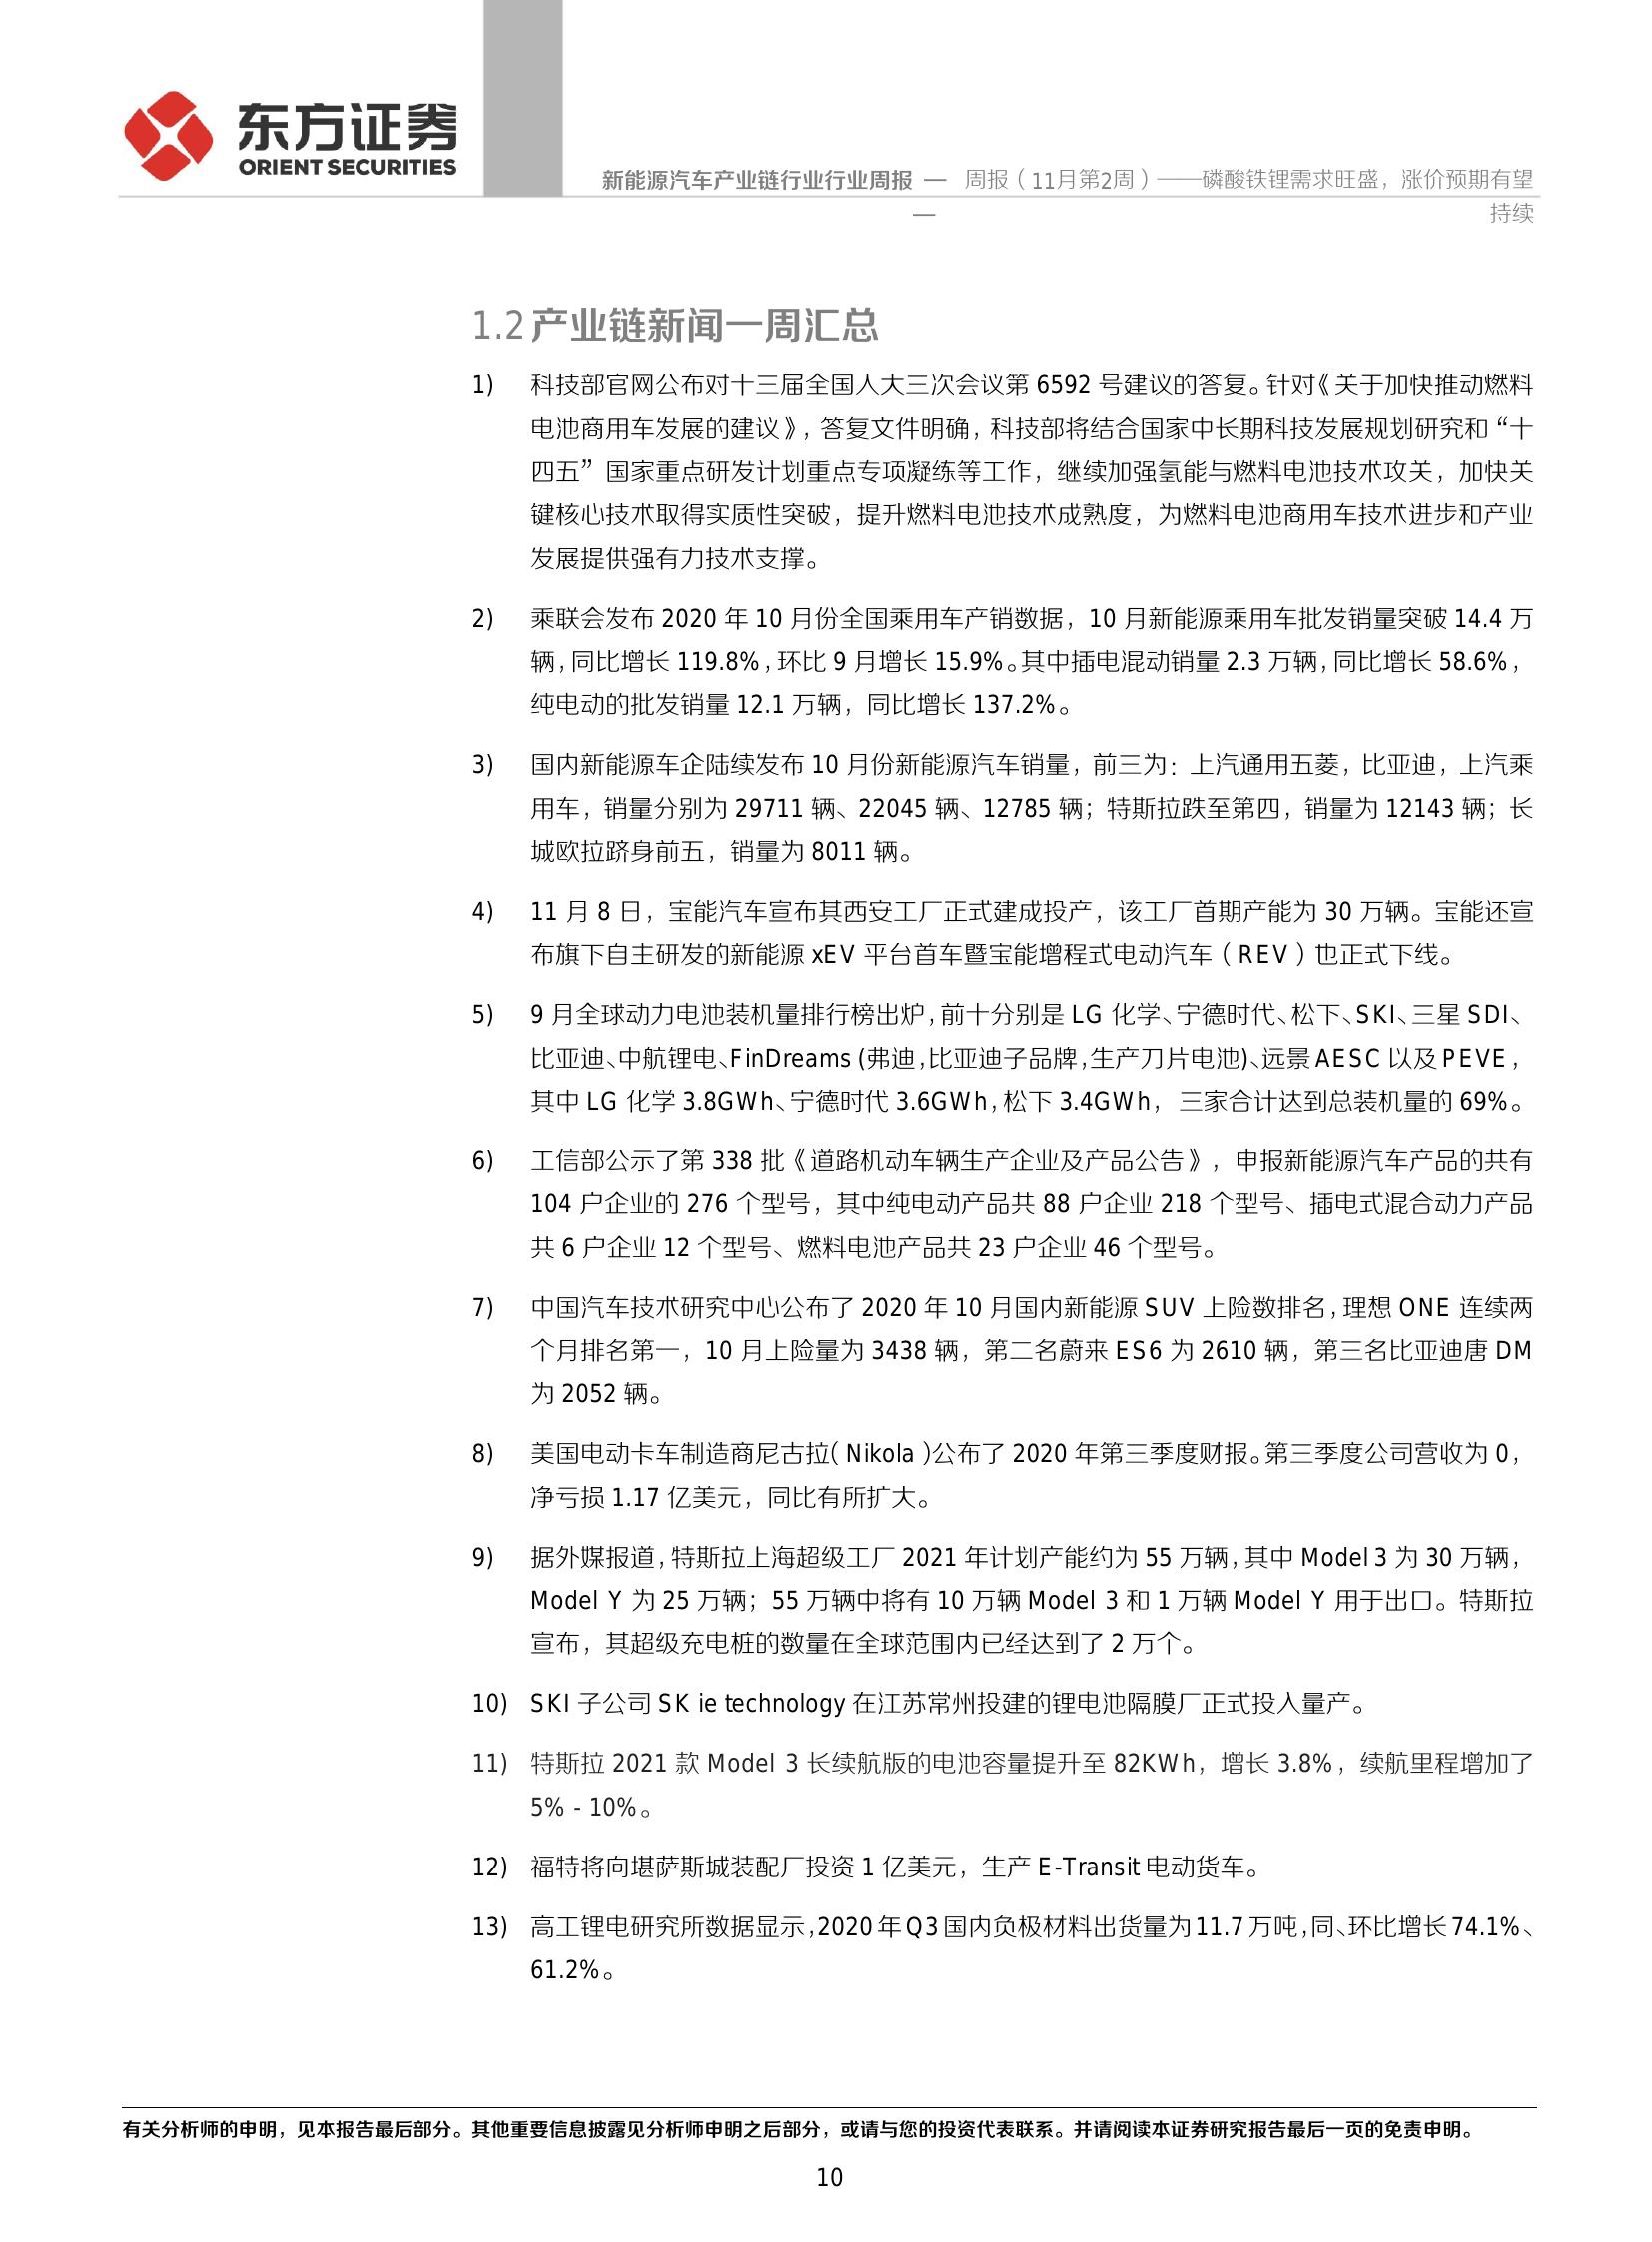 东方证券
ORIENT SECURITIES
新能源汽车产业链行业行业周报 — 周报（11月第2周）——磷酸铁锂需求旺盛，涨价预期有望
— 持续
1.2 产业链新闻一周汇总
1) 科技部官网公布对十三届全国人大三次会议第 6592 号建议的答复。针对《关于加快推动燃料
电池商用车发展的建议》，答复文件明确，科技部将结合国家中长期科技发展规划研究和“十
四五”国家重点研发计划重点专项凝练等工作，继续加强氢能与燃料电池技术攻关，加快关
键核心技术取得实质性突破，提升燃料电池技术成熟度，为燃料电池商用车技术进步和产业
发展提供强有力技术支撑。
2) 乘联会发布 2020 年 10 月份全国乘用车产销数据，10 月新能源乘用车批发销量突破 14.4 万
辆，同比增长 119.8%，环比 9 月增长 15.9%。其中插电混动销量 2.3 万辆，同比增长 58.6%，
纯电动的批发销量 12.1 万辆，同比增长 137.2%。
3) 国内新能源车企陆续发布 10 月份新能源汽车销量，前三为：上汽通用五菱，比亚迪，上汽乘
用车，销量分别为 29711 辆、22045 辆、12785 辆；特斯拉跌至第四，销量为 12143 辆；长
城欧拉跻身前五，销量为 8011 辆。
4) 11 月 8 日，宝能汽车宣布其西安工厂正式建成投产，该工厂首期产能为 30 万辆。宝能还宣
布旗下自主研发的新能源 xEV 平台首车暨宝能增程式电动汽车（REV）也正式下线。
5) 9 月全球动力电池装机量排行榜出炉，前十分别是 LG 化学、宁德时代、松下、SKI、三星 SDI、
比亚迪、中航锂电、FinDreams (弗迪,比亚迪子品牌,生产刀片电池)、远景 AESC 以及 PEVE，
其中 LG 化学 3.8GWh、宁德时代 3.6GWh，松下 3.4GWh， 三家合计达到总装机量的 69%。
6) 工信部公示了第 338 批《道路机动车辆生产企业及产品公告》，申报新能源汽车产品的共有
104 户企业的 276 个型号，其中纯电动产品共 88 户企业 218 个型号、插电式混合动力产品
共 6 户企业 12 个型号、燃料电池产品共 23 户企业 46 个型号。
7) 中国汽车技术研究中心公布了 2020 年 10 月国内新能源 SUV 上险数排名，理想 ONE 连续两
个月排名第一，10 月上险量为 3438 辆，第二名蔚来 ES6 为 2610 辆，第三名比亚迪唐 DM
为 2052 辆。
8) 美国电动卡车制造商尼古拉（Nikola）公布了 2020 年第三季度财报。第三季度公司营收为 0，
净亏损 1.17 亿美元，同比有所扩大。
9) 据外媒报道，特斯拉上海超级工厂 2021 年计划产能约为 55 万辆，其中 Model 3 为 30 万辆，
Model Y 为 25 万辆；55 万辆中将有 10 万辆 Model 3 和 1 万辆 Model Y 用于出口。特斯拉
宣布，其超级充电桩的数量在全球范围内已经达到了 2 万个。
10) SKI 子公司 SK ie technology 在江苏常州投建的锂电池隔膜厂正式投入量产。
11) 特斯拉 2021 款 Model 3 长续航版的电池容量提升至 82KWh，增长 3.8%，续航里程增加了
5% - 10%。
12) 福特将向堪萨斯城装配厂投资 1 亿美元，生产 E-Transit 电动货车。
13) 高工锂电研究所数据显示，2020 年 Q3 国内负极材料出货量为 11.7 万吨，同、环比增长 74.1%、
61.2%。
有关分析师的申明，见本报告最后部分。其他重要信息披露见分析师申明之后部分，或请与您的投资代表联系。并请阅读本证券研究报告最后一页的免责申明。
10